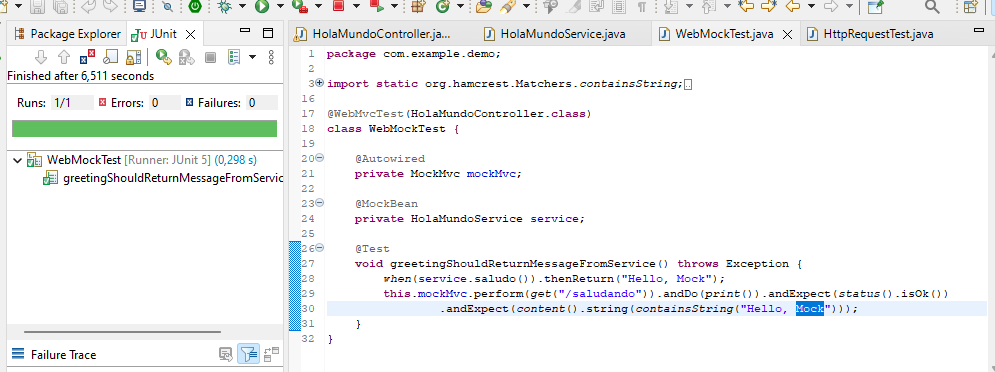 Package Explorer JUnit
Finished after 6,511 seconds
Runs: 1/1 Errors: 0 Failures: 0
WebMockTest [Runner: JUnit 5] (0,298 s)
greetingShouldReturnMessageFromServic
Failure Trace
HolaMundoController.ja... HolaMundoService.java WebMockTest.java HttpRequestTest.java
1 package com.example.demo;
2
3 import static org.hamcrest.Matchers.containsString;
16
17 @WebMvcTest(HolaMundoController.class)
18 class WebMockTest {
19
20 @Autowired
21 private MockMvc mockMvc;
22
23 @MockBean
24 private HolaMundoService service;
25
26 @Test
27 void greetingShouldReturnMessageFromService() throws Exception {
28 when(service.saludo()).thenReturn("Hello, Mock");
29 this.mockMvc.perform(get("/saludando")).andDo(print()).andExpect(status().isOk())
30 .andExpect(content().string(containsString("Hello, Mock")));
31 }
32 }